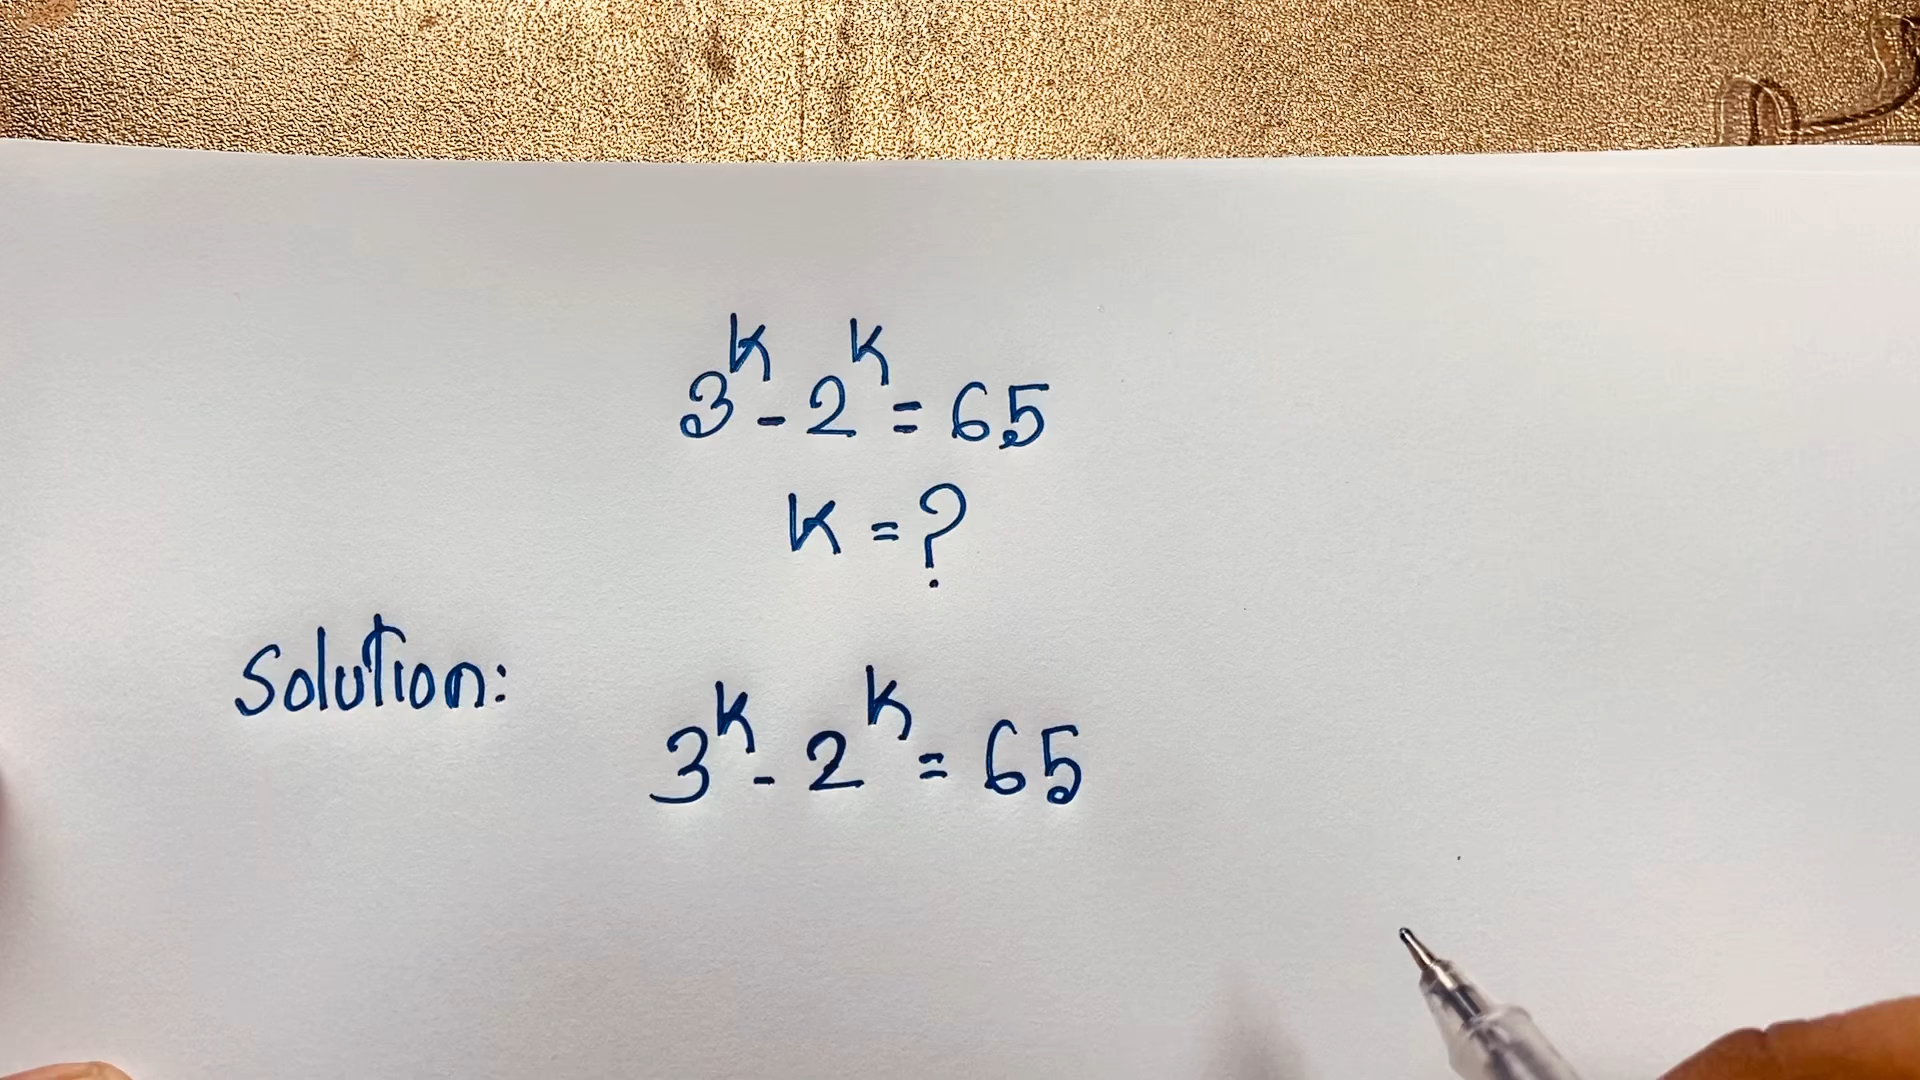 3^k - 2^k = 65
k = ?
Solution:
3^k - 2^k = 65